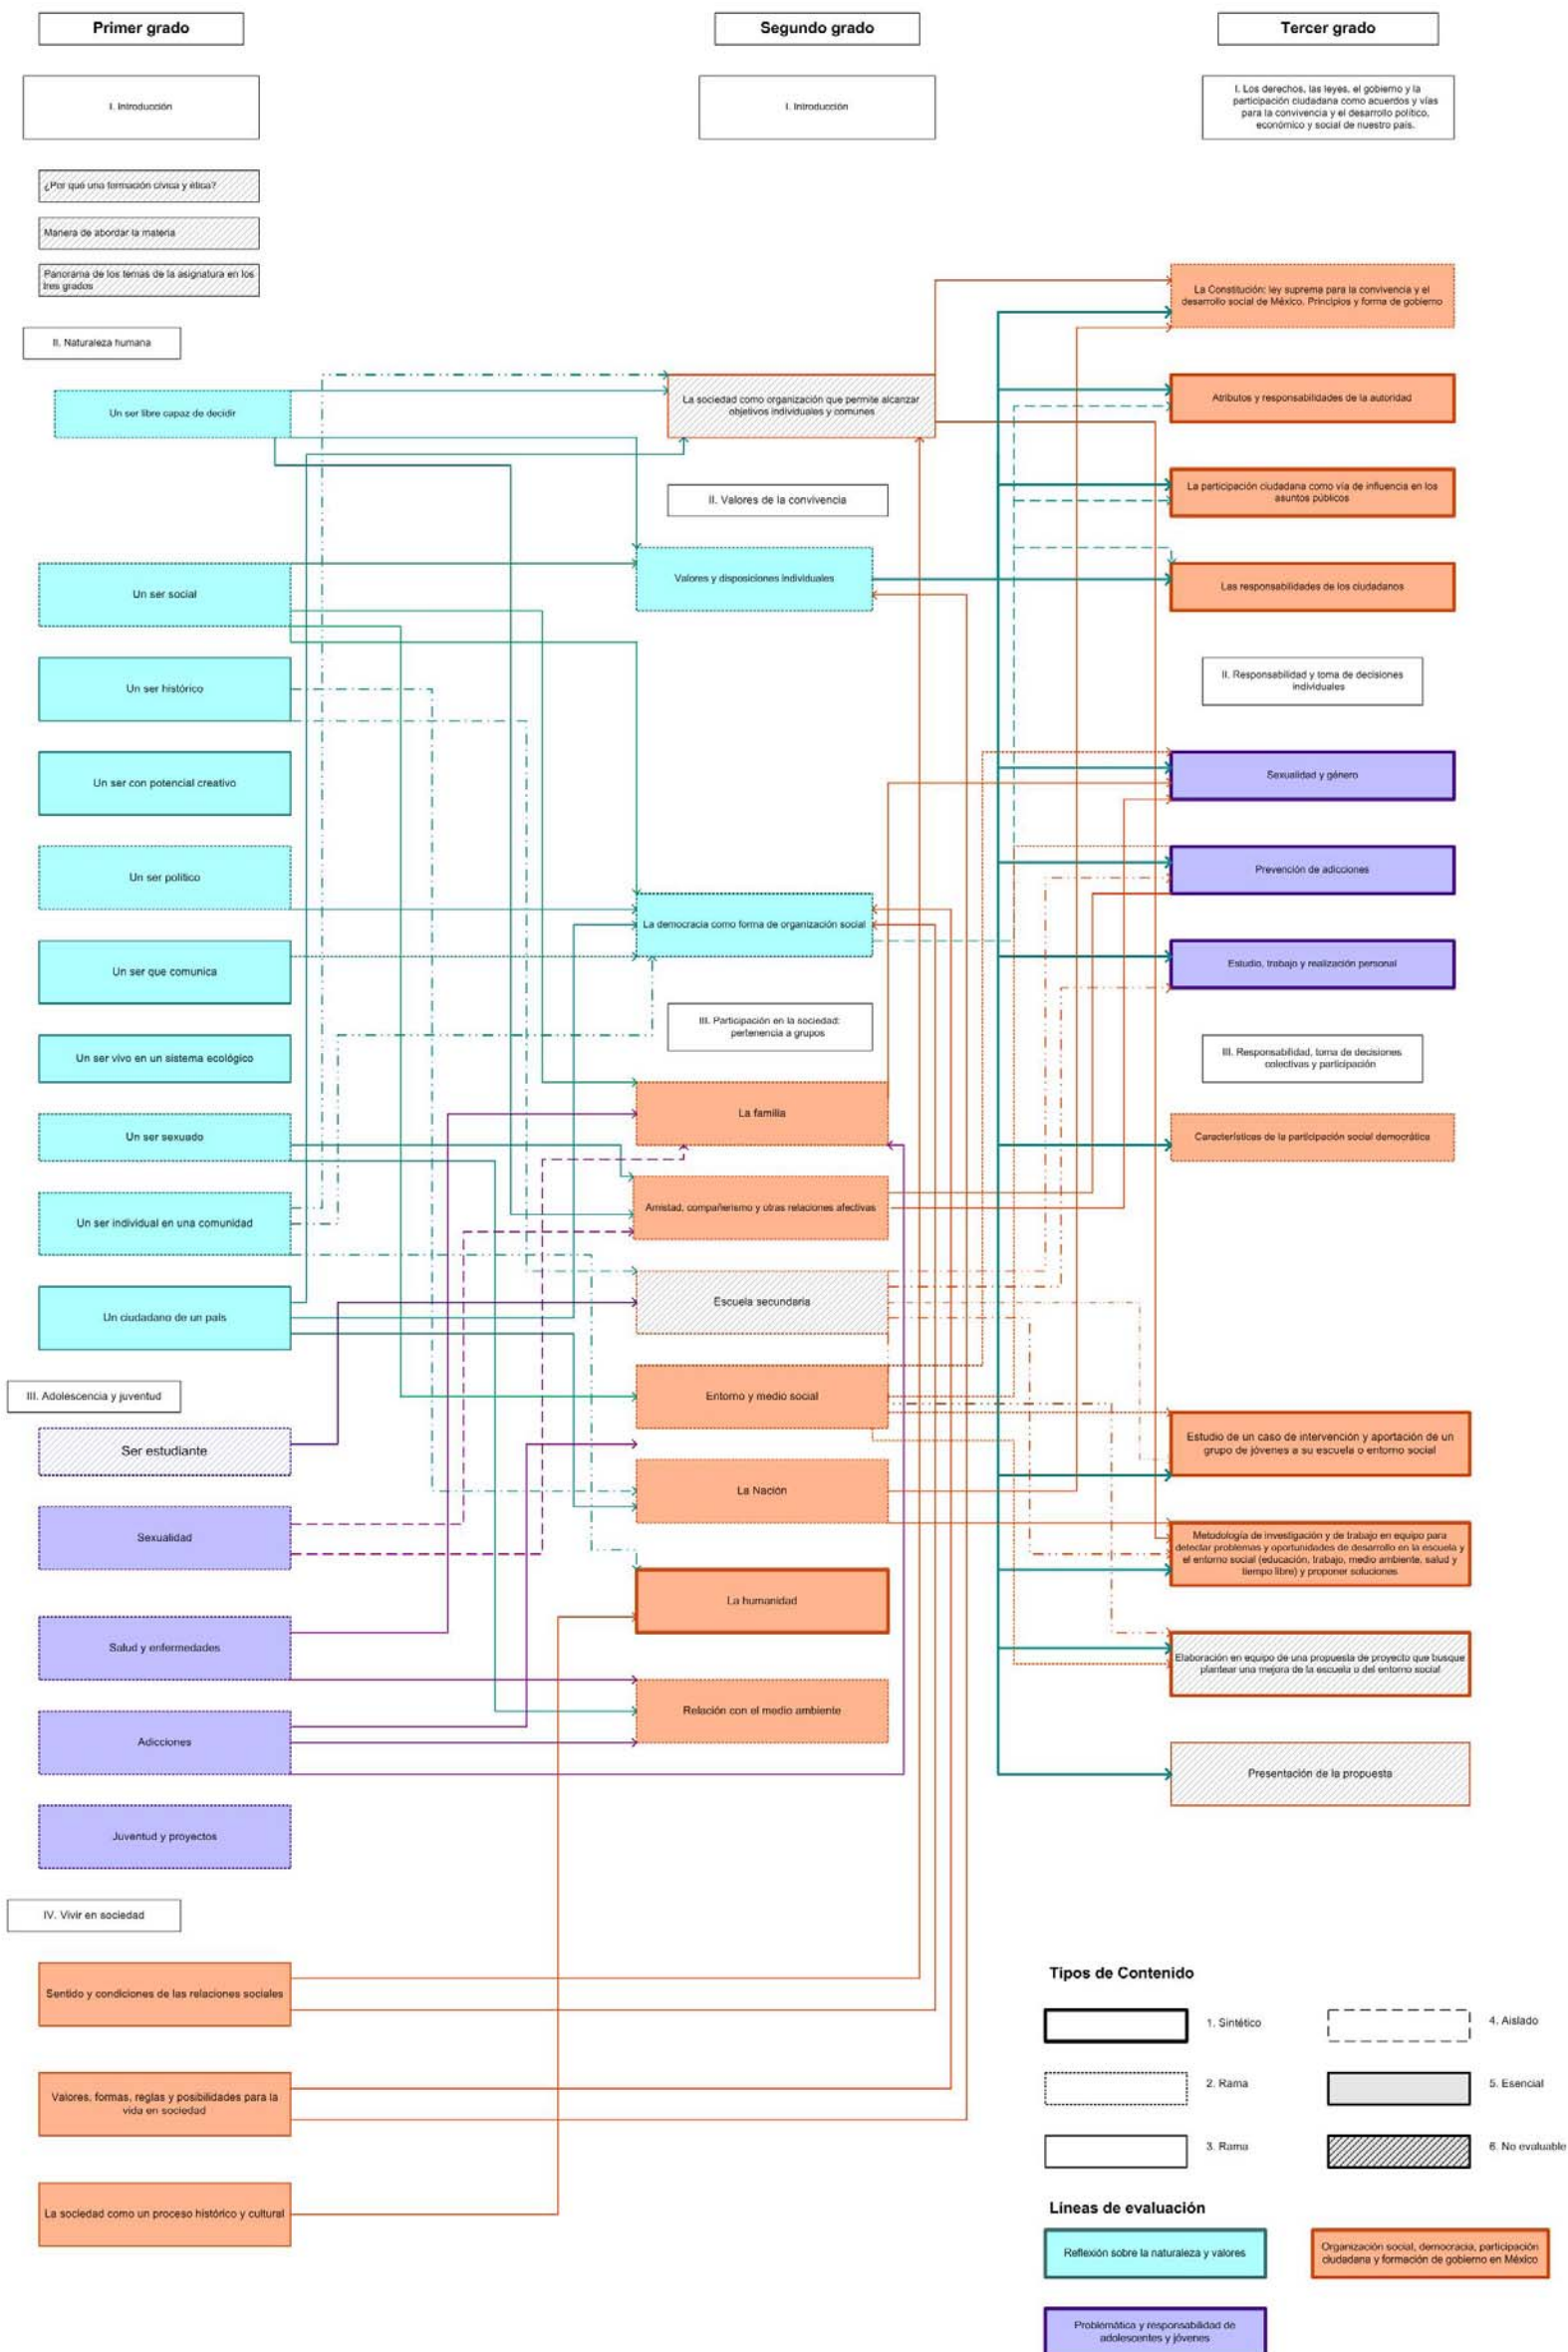 Primer grado
Segundo grado
Tercer grado
I. Introducción
I. Introducción
I. Los derechos, las leyes, el gobierno y la
participación ciudadana como acuerdos y vías
para la convivencia y el desarrollo político,
económico y social de nuestro país.
¿Por qué una formación cívica y ética?
Manera de abordar la materia
Panorama de los temas de la asignatura en los
tres grados
II. Naturaleza humana
Un ser libre capaz de decidir
Un ser social
Un ser histórico
Un ser con potencial creativo
Un ser político
Un ser que comunica
Un ser vivo en un sistema ecológico
Un ser sexuado
Un ser individual en una comunidad
Un ciudadano de un país
III. Adolescencia y juventud
Ser estudiante
Sexualidad
Salud y enfermedades
Adicciones
Juventud y proyectos
IV. Vivir en sociedad
Sentido y condiciones de las relaciones sociales
Valores, formas, reglas y posibilidades para la
vida en sociedad
La sociedad como un proceso histórico y cultural
La sociedad como organización que permite alcanzar
objetivos individuales y comunes
II. Valores de la convivencia
Valores y disposiciones individuales
La democracia como forma de organización social
III. Participación en la sociedad:
pertenencia a grupos
La familia
Amistad, compañerismo y otras relaciones afectivas
Escuela secundaria
Entorno y medio social
La Nación
La humanidad
Relación con el medio ambiente
La Constitución: ley suprema para la convivencia y el
desarrollo social de México. Principios y forma de gobierno
Atributos y responsabilidades de la autoridad
La participación ciudadana como vía de influencia en los
asuntos públicos
Las responsabilidades de los ciudadanos
II. Responsabilidad y toma de decisiones
individuales
Sexualidad y género
Prevención de adicciones
Estudio, trabajo y realización personal
III. Responsabilidad, toma de decisiones
colectivas y participación
Características de la participación social democrática
Estudio de un caso de intervención y aportación de un
grupo de jóvenes a su escuela o entorno social
Metodología de investigación y de trabajo en equipo para
detectar problemas y oportunidades de desarrollo en la escuela y
el entorno social (educación, trabajo, medio ambiente, salud y
tiempo libre) y proponer soluciones
Elaboración en equipo de una propuesta de proyecto que busque
plantear una mejora de la escuela o del entorno social
Presentación de la propuesta
Tipos de Contenido
1. Sintético
4. Aislado
2. Rama
5. Esencial
3. Rama
6. No evaluable
Líneas de evaluación
Reflexión sobre la naturaleza y valores
Organización social, democracia, participación
ciudadana y formación de gobierno en México
Problemática y responsabilidad de
adolescentes y jóvenes